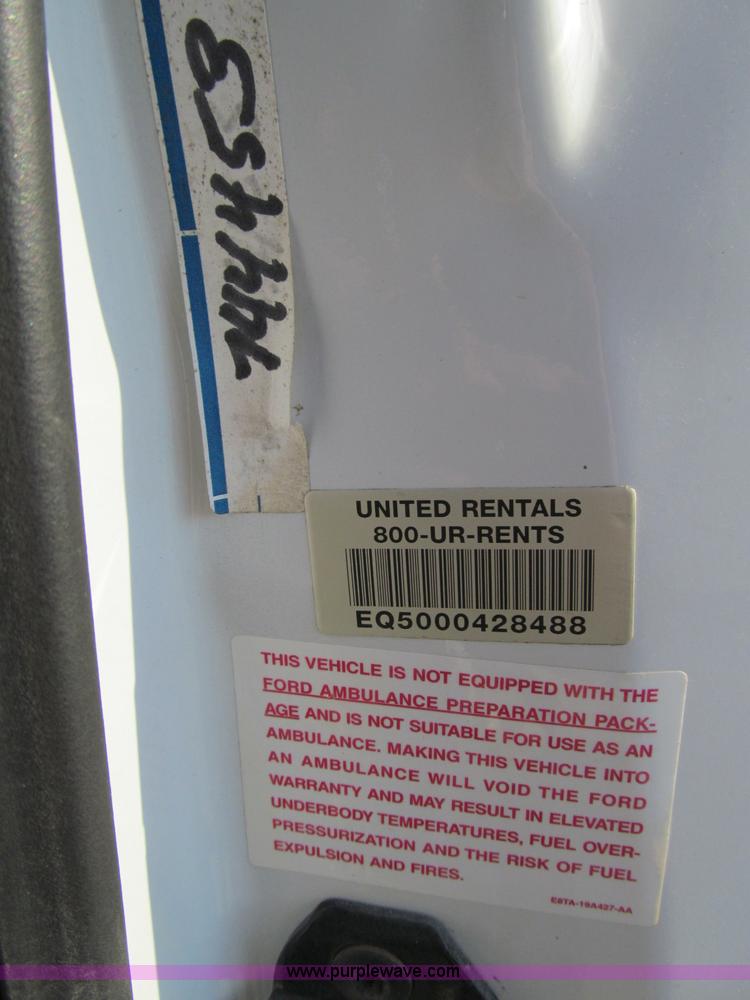 74453
UNITED RENTALS
800-UR-RENTS
EQ5000428488
THIS VEHICLE IS NOT EQUIPPED WITH THE
FORD AMBULANCE PREPARATION PACK-
AGE AND IS NOT SUITABLE FOR USE AS AN
AMBULANCE. MAKING THIS VEHICLE INTO
AN AMBULANCE WILL VOID THE FORD
WARRANTY AND MAY RESULT IN ELEVATED
UNDERBODY TEMPERATURES, FUEL OVER-
PRESSURIZATION AND THE RISK OF FUEL
EXPULSION AND FIRES.
E8TA-19A427-AA
www.purplewave.com